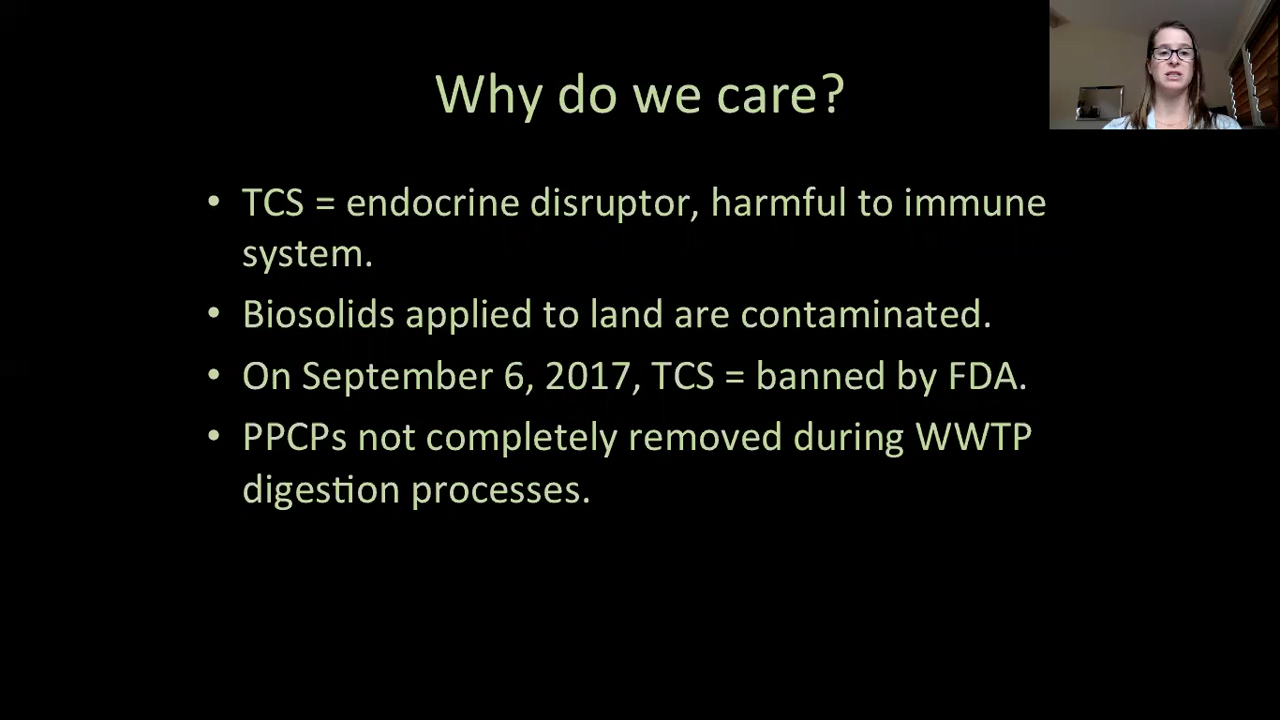 Why do we care?
• TCS = endocrine disruptor, harmful to immune
system.
• Biosolids applied to land are contaminated.
• On September 6, 2017, TCS = banned by FDA.
• PPCPs not completely removed during WWTP
digestion processes.